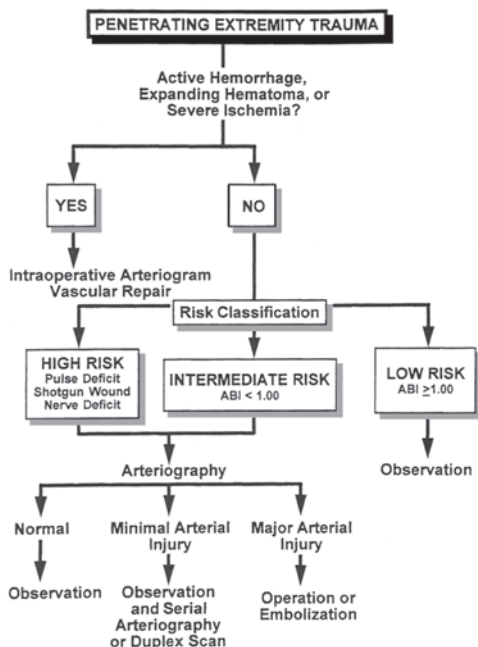 PENETRATING EXTREMITY TRAUMA
Active Hemorrhage,
Expanding Hematoma, or
Severe Ischemia?
YES
NO
Intraoperative Arteriogram
Vascular Repair
Risk Classification
HIGH RISK
Pulse Deficit
Shotgun Wound
Nerve Deficit
INTERMEDIATE RISK
ABI < 1.00
LOW RISK
ABI ≥1.00
Observation
Arteriography
Normal
Minimal Arterial
Injury
Major Arterial
Injury
Observation
Observation
and Serial
Arteriography
or Duplex Scan
Operation or
Embolization